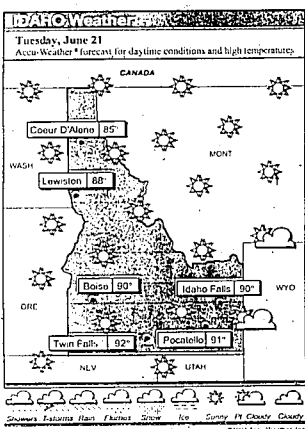 IDAHO Weather
Tuesday, June 21
Accu-Weather® forecast for daytime conditions and high temperatures
CANADA
Coeur D'Alene 85°
WASH
MONT
Lewiston 88°
Boise 90°
Idaho Falls 90°
WYO
ORE
Twin Falls 92°
Pocatello 91°
NEV
UTAH
Showers T-storms Rain Flurries Snow Ice Sunny Pt. Cloudy Cloudy